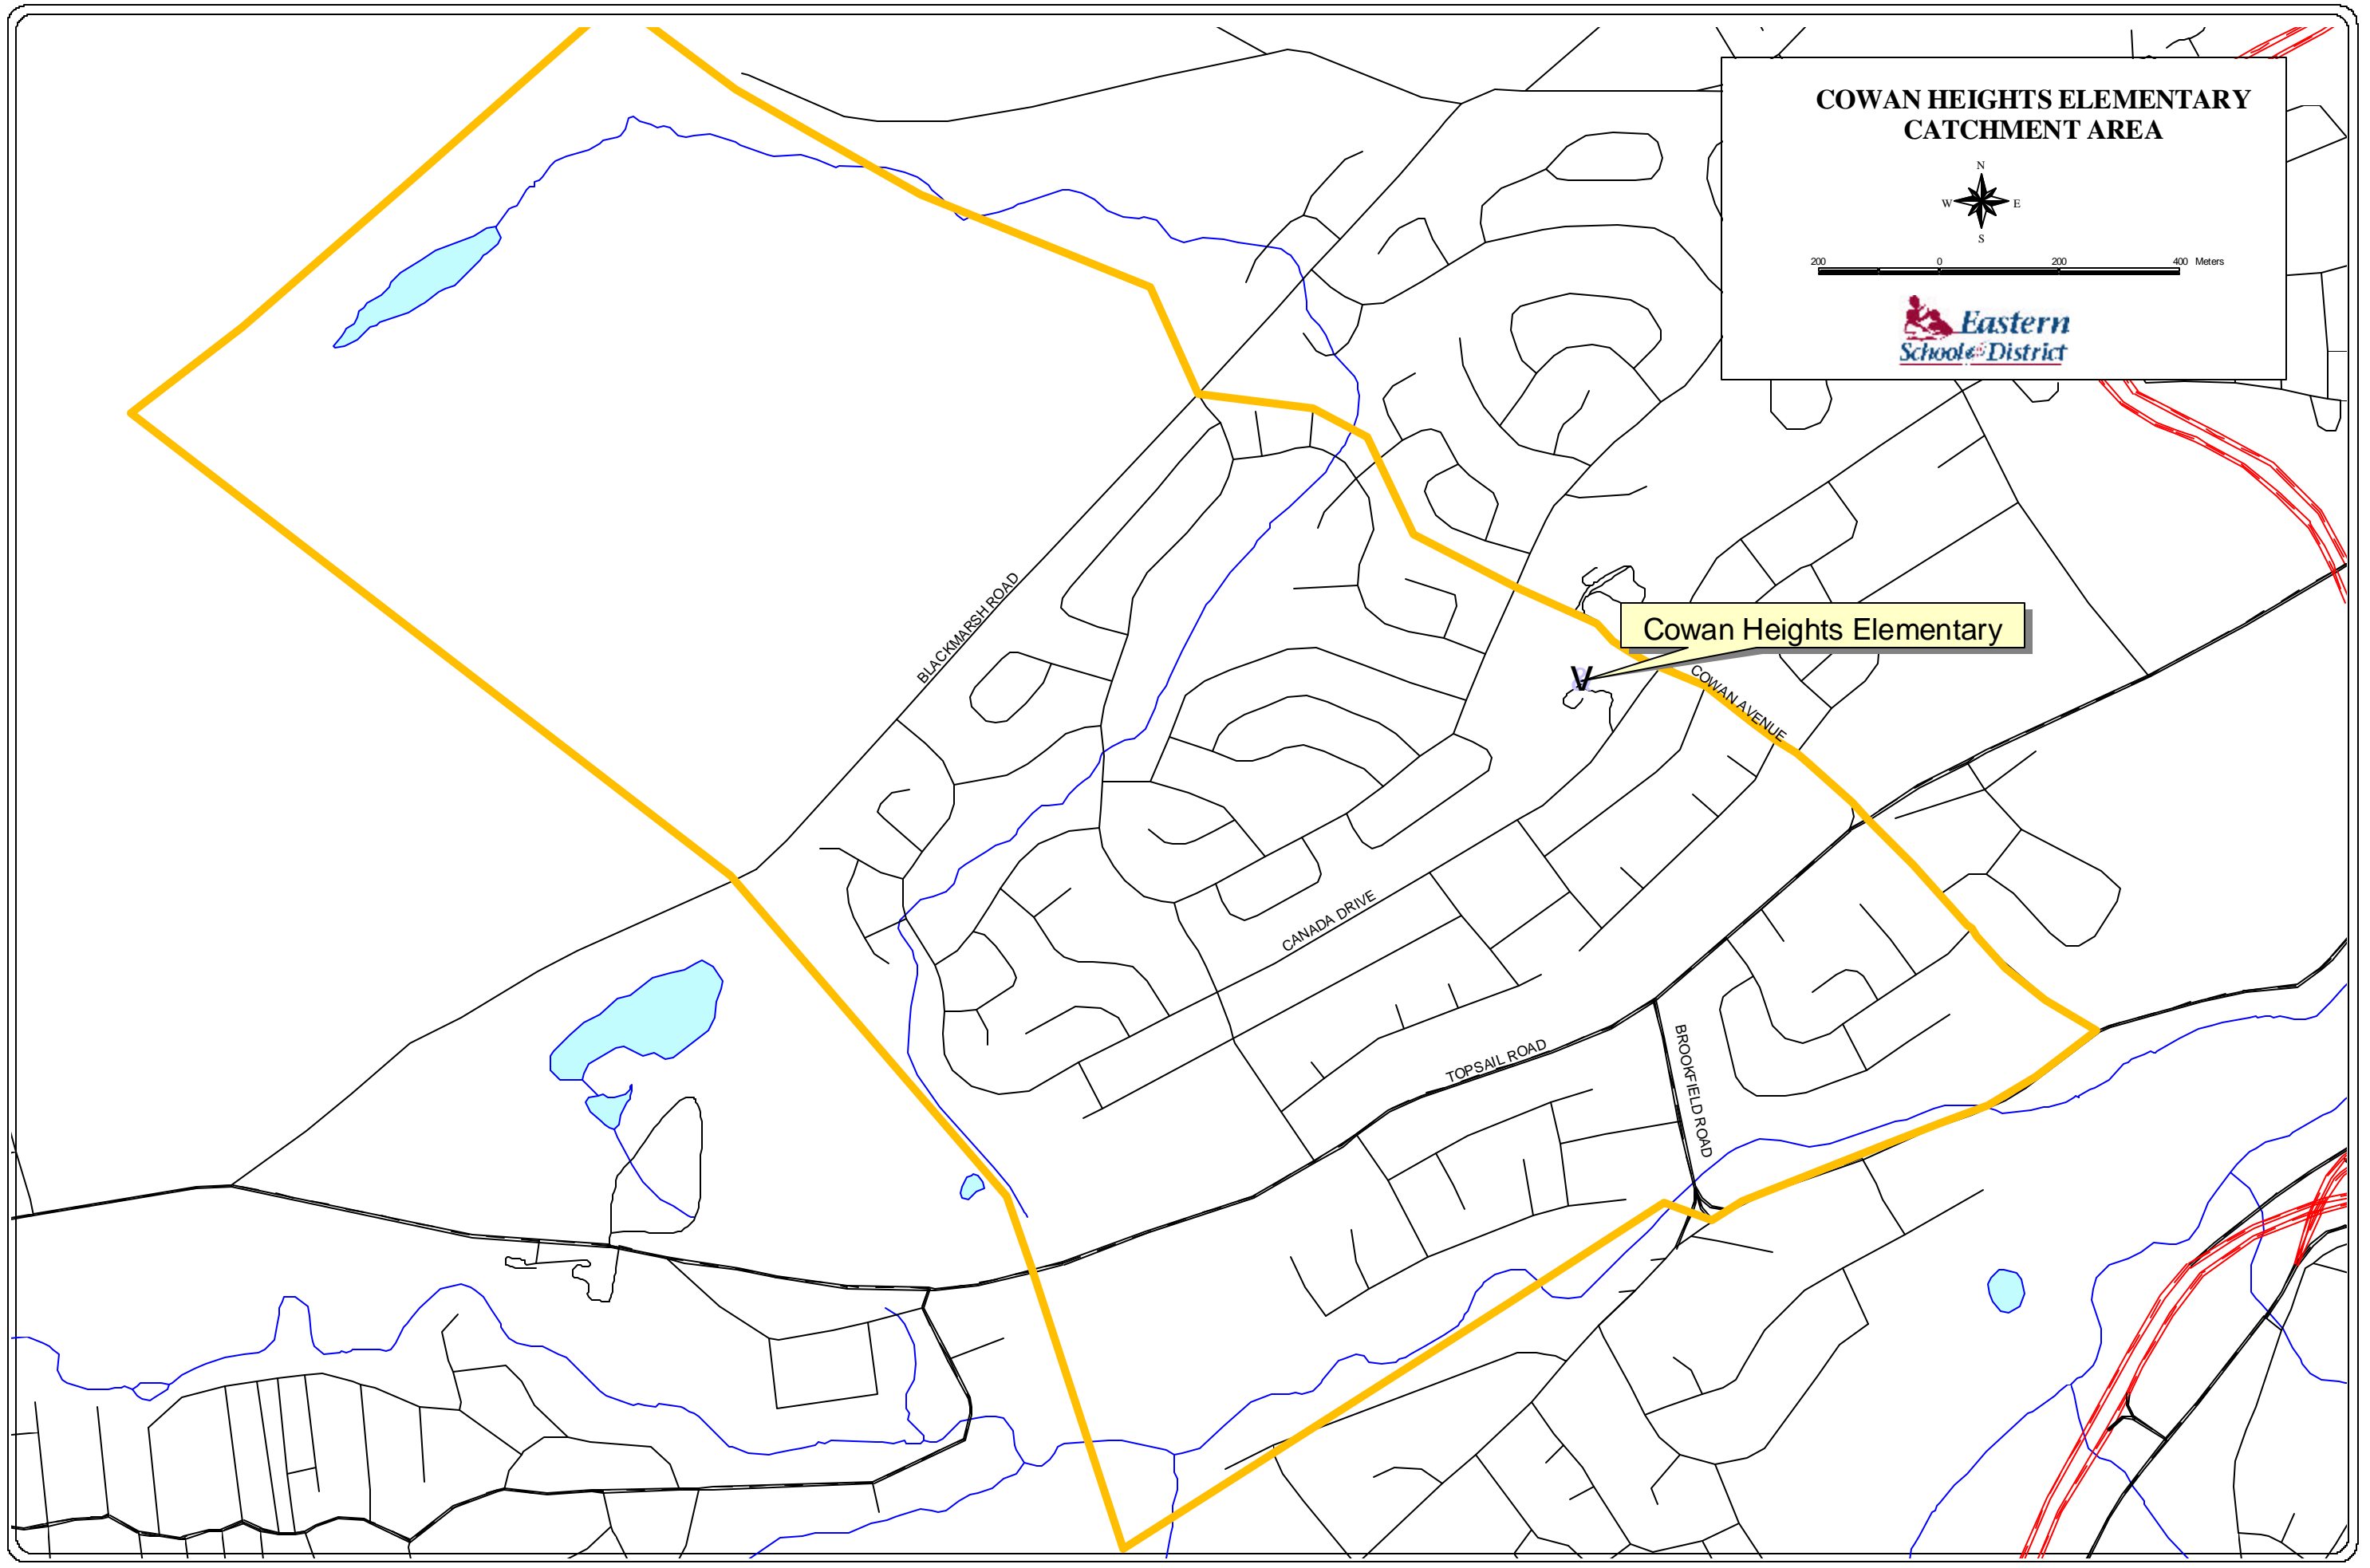 COWAN HEIGHTS ELEMENTARY
CATCHMENT AREA
N
W E
S
200 0 200 400 Meters
Eastern
School District
Cowan Heights Elementary
V
COWAN AVENUE
BLACKMARSH ROAD
CANADA DRIVE
TOPSAIL ROAD
BROOKFIELD ROAD